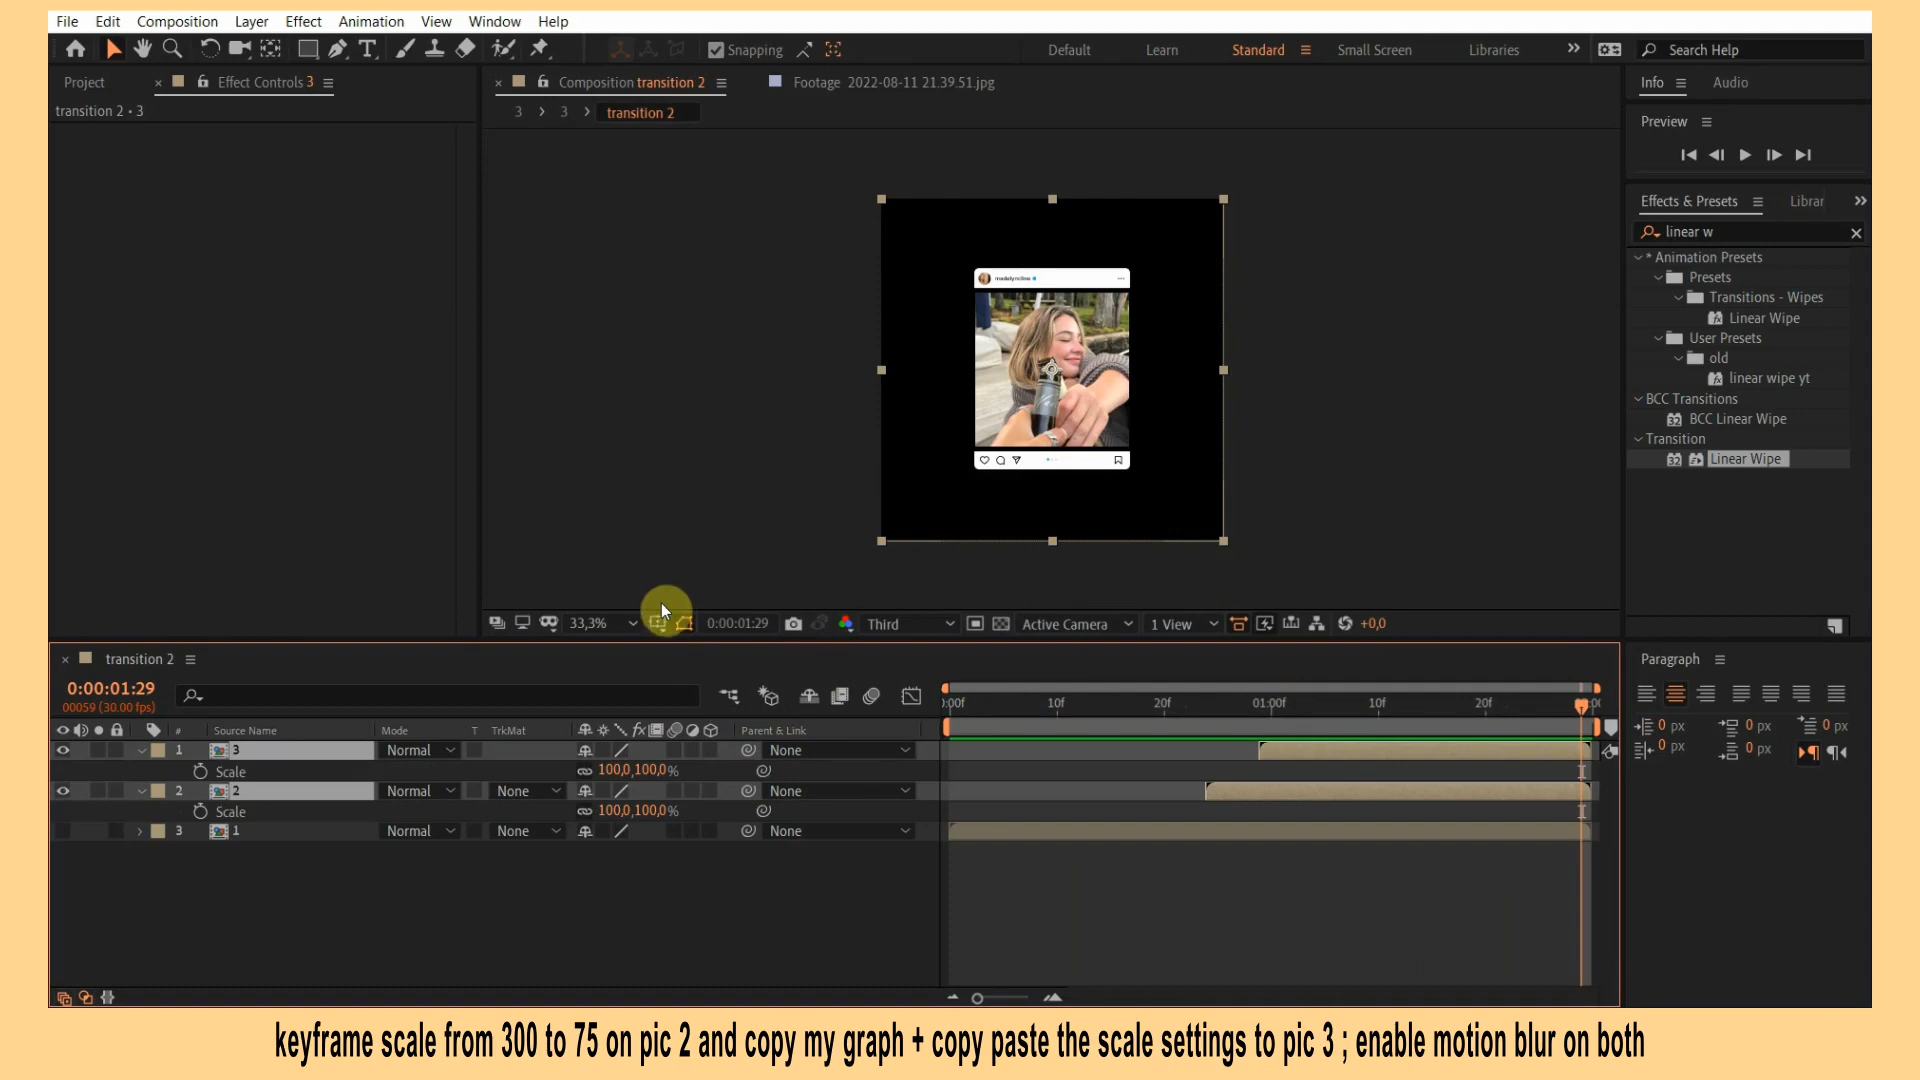 File Edit Composition Layer Effect Animation View Window Help
Snapping Default Learn Standard Small Screen Libraries Search Help
Project Effect Controls 3 Composition transition 2 Footage 2022-08-11 21.39.51.jpg Info Audio
transition 2 • 3
3 3 transition 2
Preview
Effects & Presets Librar
linear w
* Animation Presets
Presets
Transitions - Wipes
Linear Wipe
User Presets
old
linear wipe yt
BCC Transitions
BCC Linear Wipe
Transition
Linear Wipe
madelyncline
33,3% 0:00:01:29 Third Active Camera 1 View +0,0
transition 2
Paragraph
0:00:01:29
00059 (30.00 fps)
:00f 10f 20f 01:00f 10f 20f
# Source Name Mode T TrkMat Parent & Link
1 3 Normal None
Scale 100,0,100,0%
2 2 Normal None None
Scale 100,0,100,0%
3 1 Normal None None
0 px 0 px 0 px
0 px 0 px
keyframe scale from 300 to 75 on pic 2 and copy my graph + copy paste the scale settings to pic 3 ; enable motion blur on both